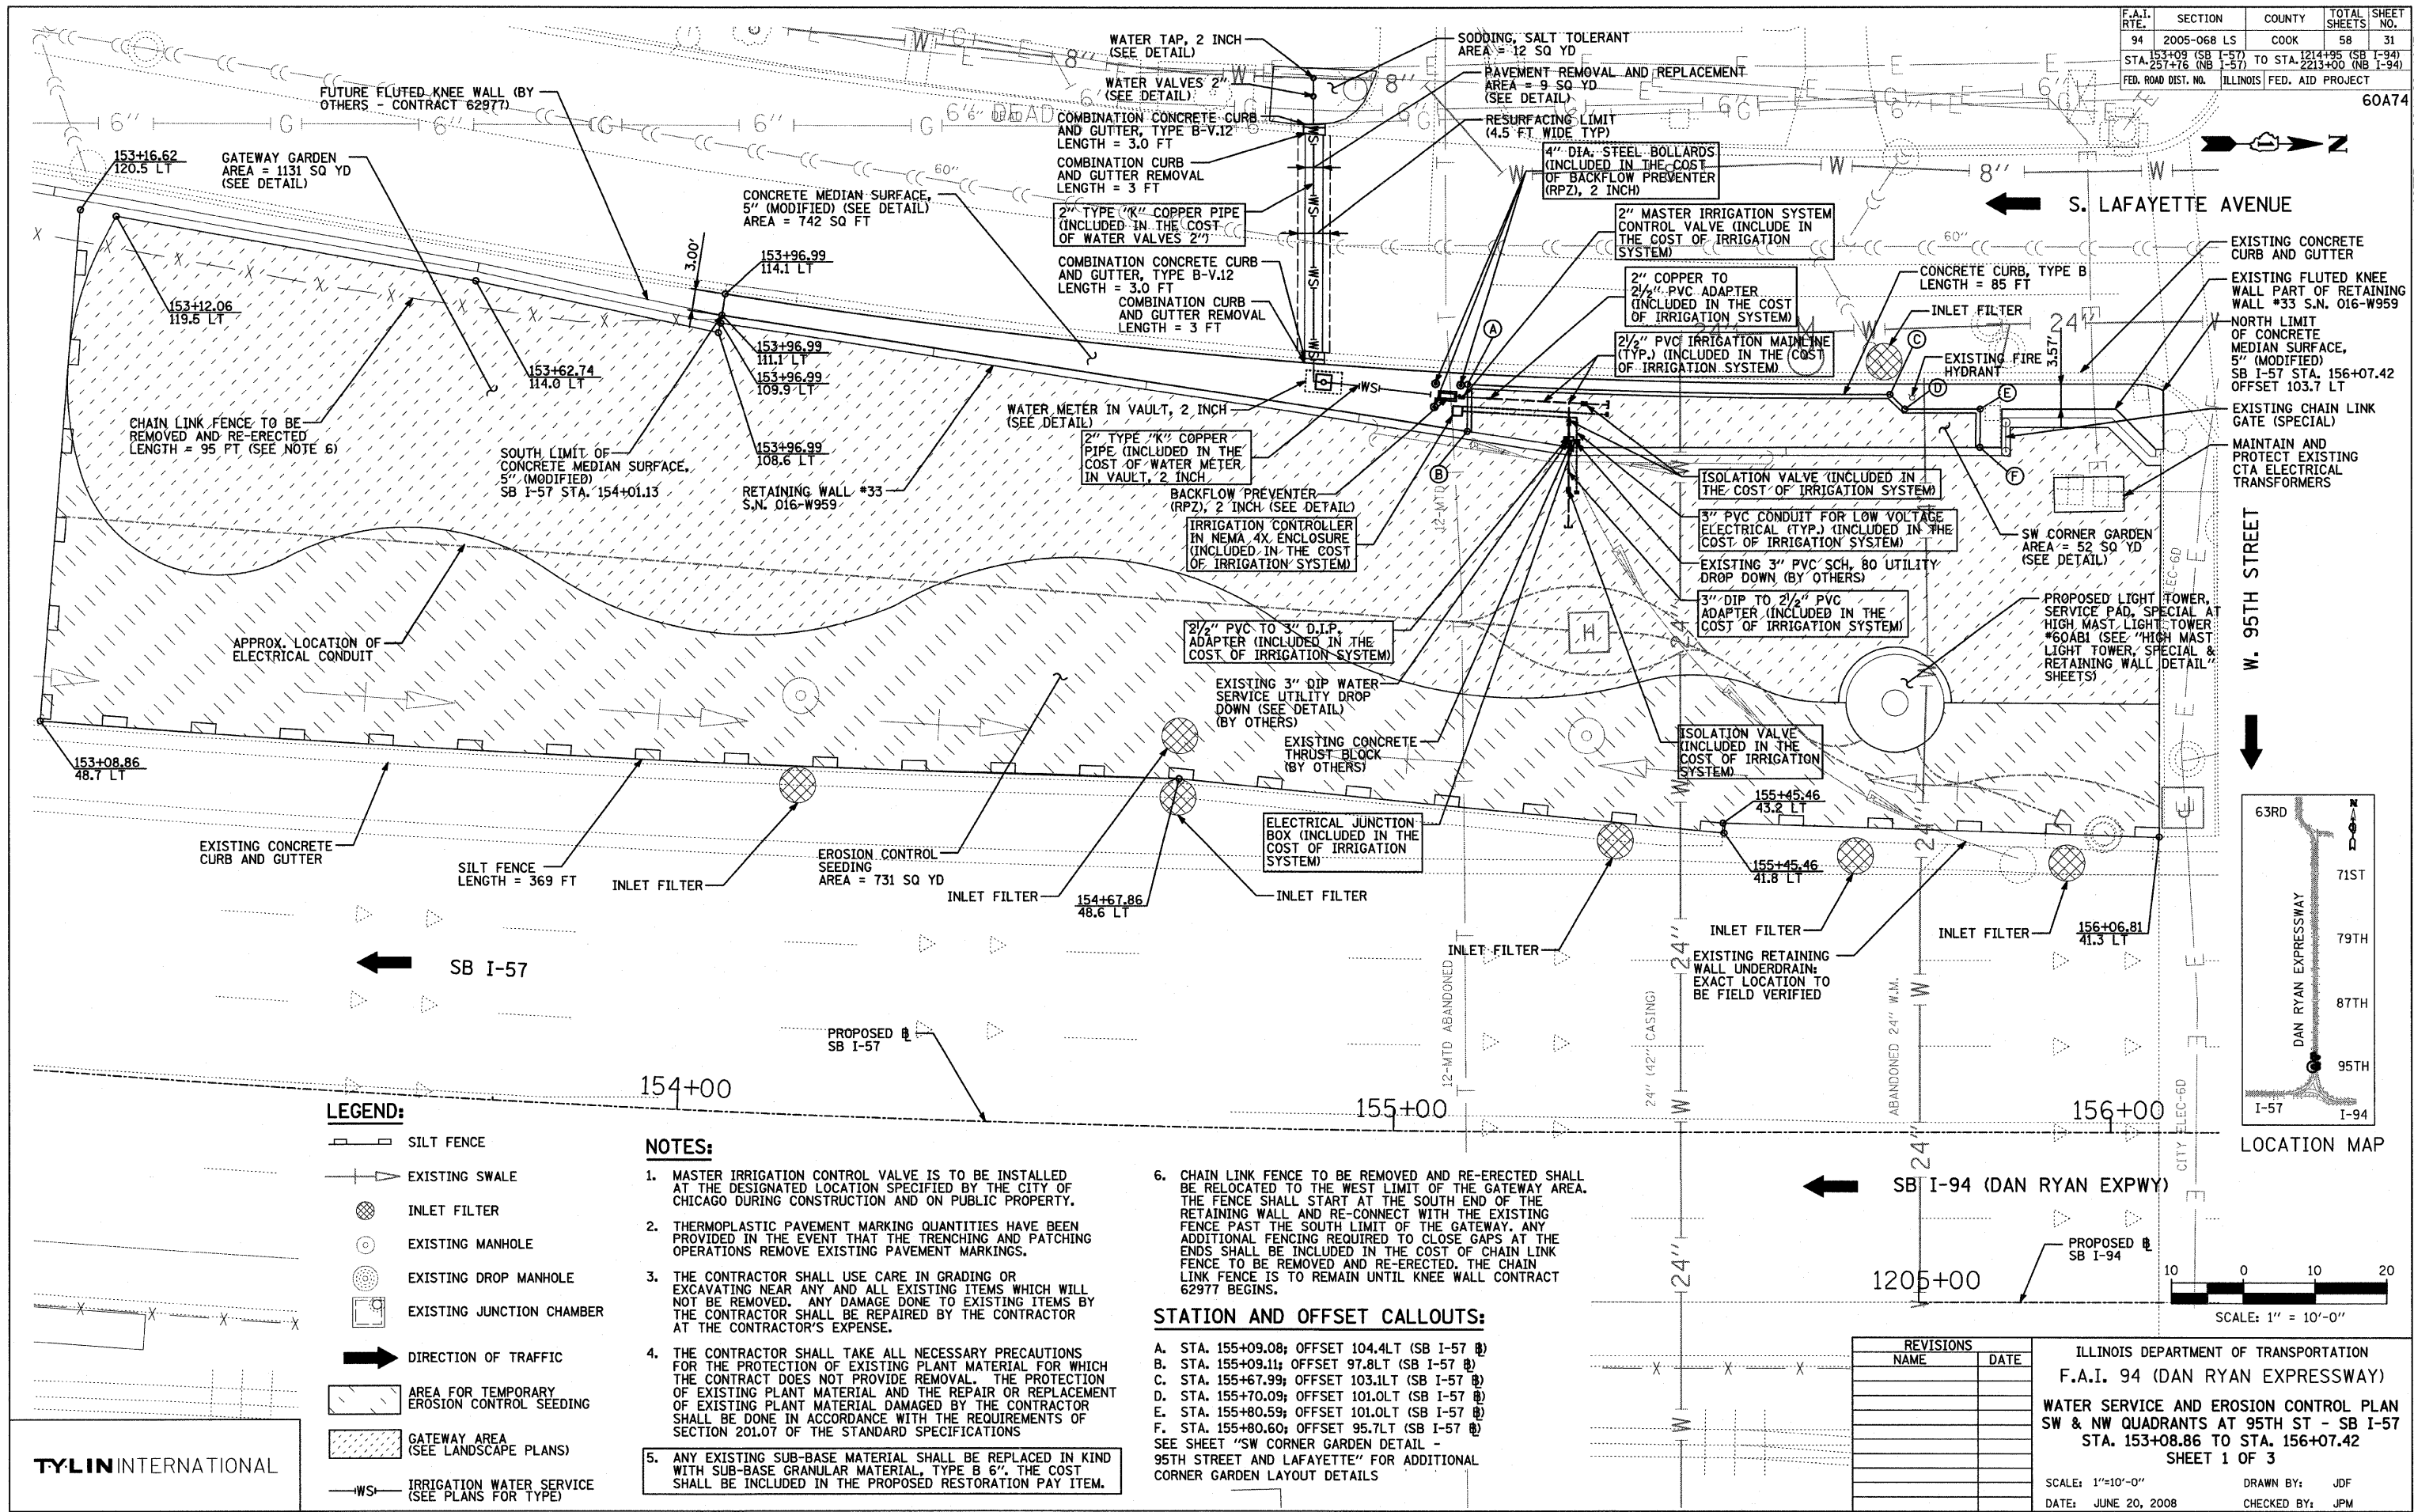 F.A.I. RTE. SECTION COUNTY TOTAL SHEETS SHEET NO.
94 2005-068 LS COOK 58 31
STA. 153+09 (SB I-57) TO STA. 1214+95 (SB I-94)
257+76 (NB I-57) 2213+00 (NB I-94)
FED. ROAD DIST. NO. ILLINOIS FED. AID PROJECT
60A74
N
WATER TAP, 2 INCH
(SEE DETAIL)
WATER VALVES 2"
(SEE DETAIL)
COMBINATION CONCRETE CURB
AND GUTTER, TYPE B-V.12
LENGTH = 3.0 FT
COMBINATION CURB
AND GUTTER REMOVAL
LENGTH = 3 FT
2" TYPE "K" COPPER PIPE
(INCLUDED IN THE COST
OF WATER VALVES 2")
COMBINATION CONCRETE CURB
AND GUTTER, TYPE B-V.12
LENGTH = 3.0 FT
COMBINATION CURB
AND GUTTER REMOVAL
LENGTH = 3 FT
SODDING, SALT TOLERANT
AREA = 12 SQ YD
PAVEMENT REMOVAL AND REPLACEMENT
AREA = 9 SQ YD
(SEE DETAIL)
RESURFACING LIMIT
(4.5 FT WIDE TYP)
4" DIA. STEEL BOLLARDS
(INCLUDED IN THE COST
OF BACKFLOW PREVENTER
(RPZ), 2 INCH)
2" MASTER IRRIGATION SYSTEM
CONTROL VALVE (INCLUDE IN
THE COST OF IRRIGATION
SYSTEM)
2" COPPER TO
2½" PVC ADAPTER
(INCLUDED IN THE COST
OF IRRIGATION SYSTEM)
2½" PVC IRRIGATION MAINLINE
(TYP.) (INCLUDED IN THE COST
OF IRRIGATION SYSTEM)
FUTURE FLUTED KNEE WALL (BY
OTHERS - CONTRACT 62977)
153+16.62
120.5 LT
GATEWAY GARDEN
AREA = 1131 SQ YD
(SEE DETAIL)
CONCRETE MEDIAN SURFACE,
5" (MODIFIED) (SEE DETAIL)
AREA = 742 SQ FT
3.00'
153+96.99
114.1 LT
153+12.06
119.5 LT
153+62.74
114.0 LT
153+96.99
111.1 LT
153+96.99
109.9 LT
153+96.99
108.6 LT
CHAIN LINK FENCE TO BE
REMOVED AND RE-ERECTED
LENGTH = 95 FT (SEE NOTE 6)
SOUTH LIMIT OF
CONCRETE MEDIAN SURFACE,
5" (MODIFIED)
SB I-57 STA. 154+01.13
RETAINING WALL #33
S.N. 016-W959
WATER METER IN VAULT, 2 INCH
(SEE DETAIL)
2" TYPE "K" COPPER
PIPE (INCLUDED IN THE
COST OF WATER METER
IN VAULT, 2 INCH
BACKFLOW PREVENTER
(RPZ), 2 INCH (SEE DETAIL)
IRRIGATION CONTROLLER
IN NEMA 4X ENCLOSURE
(INCLUDED IN THE COST
OF IRRIGATION SYSTEM)
S. LAFAYETTE AVENUE
EXISTING CONCRETE
CURB AND GUTTER
CONCRETE CURB, TYPE B
LENGTH = 85 FT
EXISTING FLUTED KNEE
WALL PART OF RETAINING
WALL #33 S.N. 016-W959
INLET FILTER
NORTH LIMIT
OF CONCRETE
MEDIAN SURFACE,
5" (MODIFIED)
SB I-57 STA. 156+07.42
OFFSET 103.7 LT
3.57'
EXISTING FIRE
HYDRANT
A
B
C
D
E
F
EXISTING CHAIN LINK
GATE (SPECIAL)
MAINTAIN AND
PROTECT EXISTING
CTA ELECTRICAL
TRANSFORMERS
ISOLATION VALVE (INCLUDED IN
THE COST OF IRRIGATION SYSTEM)
3" PVC CONDUIT FOR LOW VOLTAGE
ELECTRICAL (TYP.) (INCLUDED IN THE
COST OF IRRIGATION SYSTEM)
EXISTING 3" PVC SCH. 80 UTILITY
DROP DOWN (BY OTHERS)
3" DIP TO 2½" PVC
ADAPTER (INCLUDED IN THE
COST OF IRRIGATION SYSTEM)
SW CORNER GARDEN
AREA = 52 SQ YD
(SEE DETAIL)
PROPOSED LIGHT TOWER,
SERVICE PAD, SPECIAL AT
HIGH MAST LIGHT TOWER
#60AB1 (SEE "HIGH MAST
LIGHT TOWER, SPECIAL &
RETAINING WALL DETAIL"
SHEETS)
W. 95TH STREET
APPROX. LOCATION OF
ELECTRICAL CONDUIT
2½" PVC TO 3" D.I.P.
ADAPTER (INCLUDED IN THE
COST OF IRRIGATION SYSTEM)
EXISTING 3" DIP WATER
SERVICE UTILITY DROP
DOWN (SEE DETAIL)
(BY OTHERS)
EXISTING CONCRETE
THRUST BLOCK
(BY OTHERS)
ISOLATION VALVE
(INCLUDED IN THE
COST OF IRRIGATION
SYSTEM)
H
ELECTRICAL JUNCTION
BOX (INCLUDED IN THE
COST OF IRRIGATION
SYSTEM)
153+08.86
48.7 LT
155+45.46
43.2 LT
155+45.46
41.8 LT
EXISTING CONCRETE
CURB AND GUTTER
SILT FENCE
LENGTH = 369 FT
INLET FILTER
EROSION CONTROL
SEEDING
AREA = 731 SQ YD
INLET FILTER
154+67.86
48.6 LT
INLET FILTER
INLET FILTER
INLET FILTER
INLET FILTER
156+06.81
41.3 LT
EXISTING RETAINING
WALL UNDERDRAIN:
EXACT LOCATION TO
BE FIELD VERIFIED
SB I-57
PROPOSED ℄
SB I-57
154+00
155+00
156+00
12-MTD ABANDONED
24" (42" CASING)
ABANDONED 24" W.M.
CITY ELEC-6D
63RD
71ST
79TH
87TH
95TH
DAN RYAN EXPRESSWAY
N
I-57 I-94
LOCATION MAP
SB I-94 (DAN RYAN EXPWY)
1205+00
PROPOSED ℄
SB I-94
10 0 10 20
SCALE: 1" = 10'-0"
LEGEND:
SILT FENCE
EXISTING SWALE
INLET FILTER
EXISTING MANHOLE
EXISTING DROP MANHOLE
EXISTING JUNCTION CHAMBER
DIRECTION OF TRAFFIC
AREA FOR TEMPORARY
EROSION CONTROL SEEDING
GATEWAY AREA
(SEE LANDSCAPE PLANS)
WS IRRIGATION WATER SERVICE
(SEE PLANS FOR TYPE)
NOTES:
1. MASTER IRRIGATION CONTROL VALVE IS TO BE INSTALLED
AT THE DESIGNATED LOCATION SPECIFIED BY THE CITY OF
CHICAGO DURING CONSTRUCTION AND ON PUBLIC PROPERTY.
2. THERMOPLASTIC PAVEMENT MARKING QUANTITIES HAVE BEEN
PROVIDED IN THE EVENT THAT THE TRENCHING AND PATCHING
OPERATIONS REMOVE EXISTING PAVEMENT MARKINGS.
3. THE CONTRACTOR SHALL USE CARE IN GRADING OR
EXCAVATING NEAR ANY AND ALL EXISTING ITEMS WHICH WILL
NOT BE REMOVED. ANY DAMAGE DONE TO EXISTING ITEMS BY
THE CONTRACTOR SHALL BE REPAIRED BY THE CONTRACTOR
AT THE CONTRACTOR'S EXPENSE.
4. THE CONTRACTOR SHALL TAKE ALL NECESSARY PRECAUTIONS
FOR THE PROTECTION OF EXISTING PLANT MATERIAL FOR WHICH
THE CONTRACT DOES NOT PROVIDE REMOVAL. THE PROTECTION
OF EXISTING PLANT MATERIAL AND THE REPAIR OR REPLACEMENT
OF EXISTING PLANT MATERIAL DAMAGED BY THE CONTRACTOR
SHALL BE DONE IN ACCORDANCE WITH THE REQUIREMENTS OF
SECTION 201.07 OF THE STANDARD SPECIFICATIONS
5. ANY EXISTING SUB-BASE MATERIAL SHALL BE REPLACED IN KIND
WITH SUB-BASE GRANULAR MATERIAL, TYPE B 6". THE COST
SHALL BE INCLUDED IN THE PROPOSED RESTORATION PAY ITEM.
6. CHAIN LINK FENCE TO BE REMOVED AND RE-ERECTED SHALL
BE RELOCATED TO THE WEST LIMIT OF THE GATEWAY AREA.
THE FENCE SHALL START AT THE SOUTH END OF THE
RETAINING WALL AND RE-CONNECT WITH THE EXISTING
FENCE PAST THE SOUTH LIMIT OF THE GATEWAY. ANY
ADDITIONAL FENCING REQUIRED TO CLOSE GAPS AT THE
ENDS SHALL BE INCLUDED IN THE COST OF CHAIN LINK
FENCE TO BE REMOVED AND RE-ERECTED. THE CHAIN
LINK FENCE IS TO REMAIN UNTIL KNEE WALL CONTRACT
62977 BEGINS.
STATION AND OFFSET CALLOUTS:
A. STA. 155+09.08; OFFSET 104.4LT (SB I-57 ℄)
B. STA. 155+09.11; OFFSET 97.8LT (SB I-57 ℄)
C. STA. 155+67.99; OFFSET 103.1LT (SB I-57 ℄)
D. STA. 155+70.09; OFFSET 101.0LT (SB I-57 ℄)
E. STA. 155+80.59; OFFSET 101.0LT (SB I-57 ℄)
F. STA. 155+80.60; OFFSET 95.7LT (SB I-57 ℄)
SEE SHEET "SW CORNER GARDEN DETAIL -
95TH STREET AND LAFAYETTE" FOR ADDITIONAL
CORNER GARDEN LAYOUT DETAILS
TYLIN INTERNATIONAL
REVISIONS
NAME DATE
ILLINOIS DEPARTMENT OF TRANSPORTATION
F.A.I. 94 (DAN RYAN EXPRESSWAY)
WATER SERVICE AND EROSION CONTROL PLAN
SW & NW QUADRANTS AT 95TH ST - SB I-57
STA. 153+08.86 TO STA. 156+07.42
SHEET 1 OF 3
SCALE: 1"=10'-0" DRAWN BY: JDF
DATE: JUNE 20, 2008 CHECKED BY: JPM